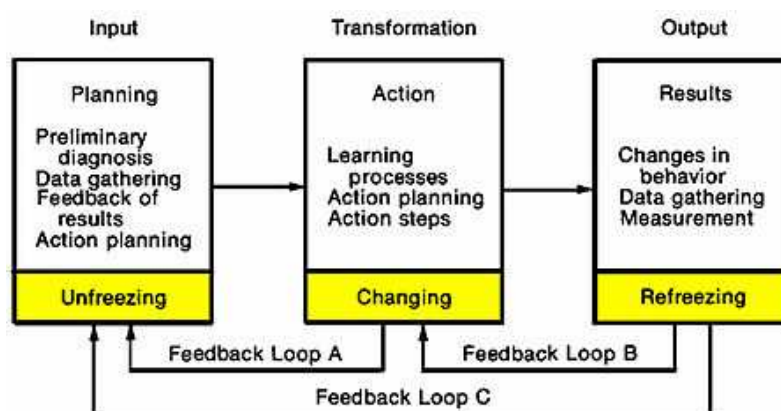 Input
Transformation
Output
Planning
Preliminary
diagnosis
Data gathering
Feedback of
results
Action planning
Unfreezing
Action
Learning
processes
Action planning
Action steps
Changing
Results
Changes in
behavior
Data gathering
Measurement
Refreezing
Feedback Loop A
Feedback Loop B
Feedback Loop C